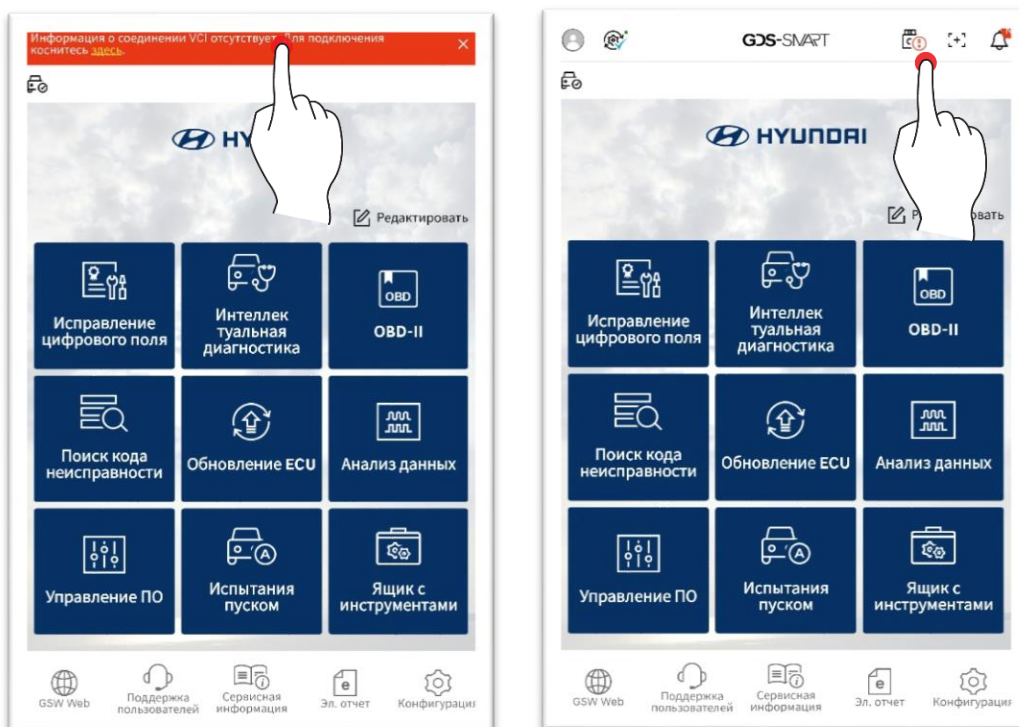 Информация о соединении VCI отсутствует. Для подключения
коснитесь здесь.
HY
Редактировать
Исправление
цифрового поля
Интеллек
туальная
диагностика
OBD
OBD-II
Поиск кода
неисправности
Обновление ECU
Анализ данных
Управление ПО
Испытания
пуском
Ящик с
инструментами
GSW Web
Поддержка
пользователей
Сервисная
информация
Эл. отчет
Конфигурация
GDS-SMART
HYUNDAI
Исправление
цифрового поля
Интеллек
туальная
диагностика
OBD
OBD-II
Поиск кода
неисправности
Обновление ECU
Анализ данных
Управление ПО
Испытания
пуском
Ящик с
инструментами
GSW Web
Поддержка
пользователей
Сервисная
информация
Эл. отчет
Конфигурация